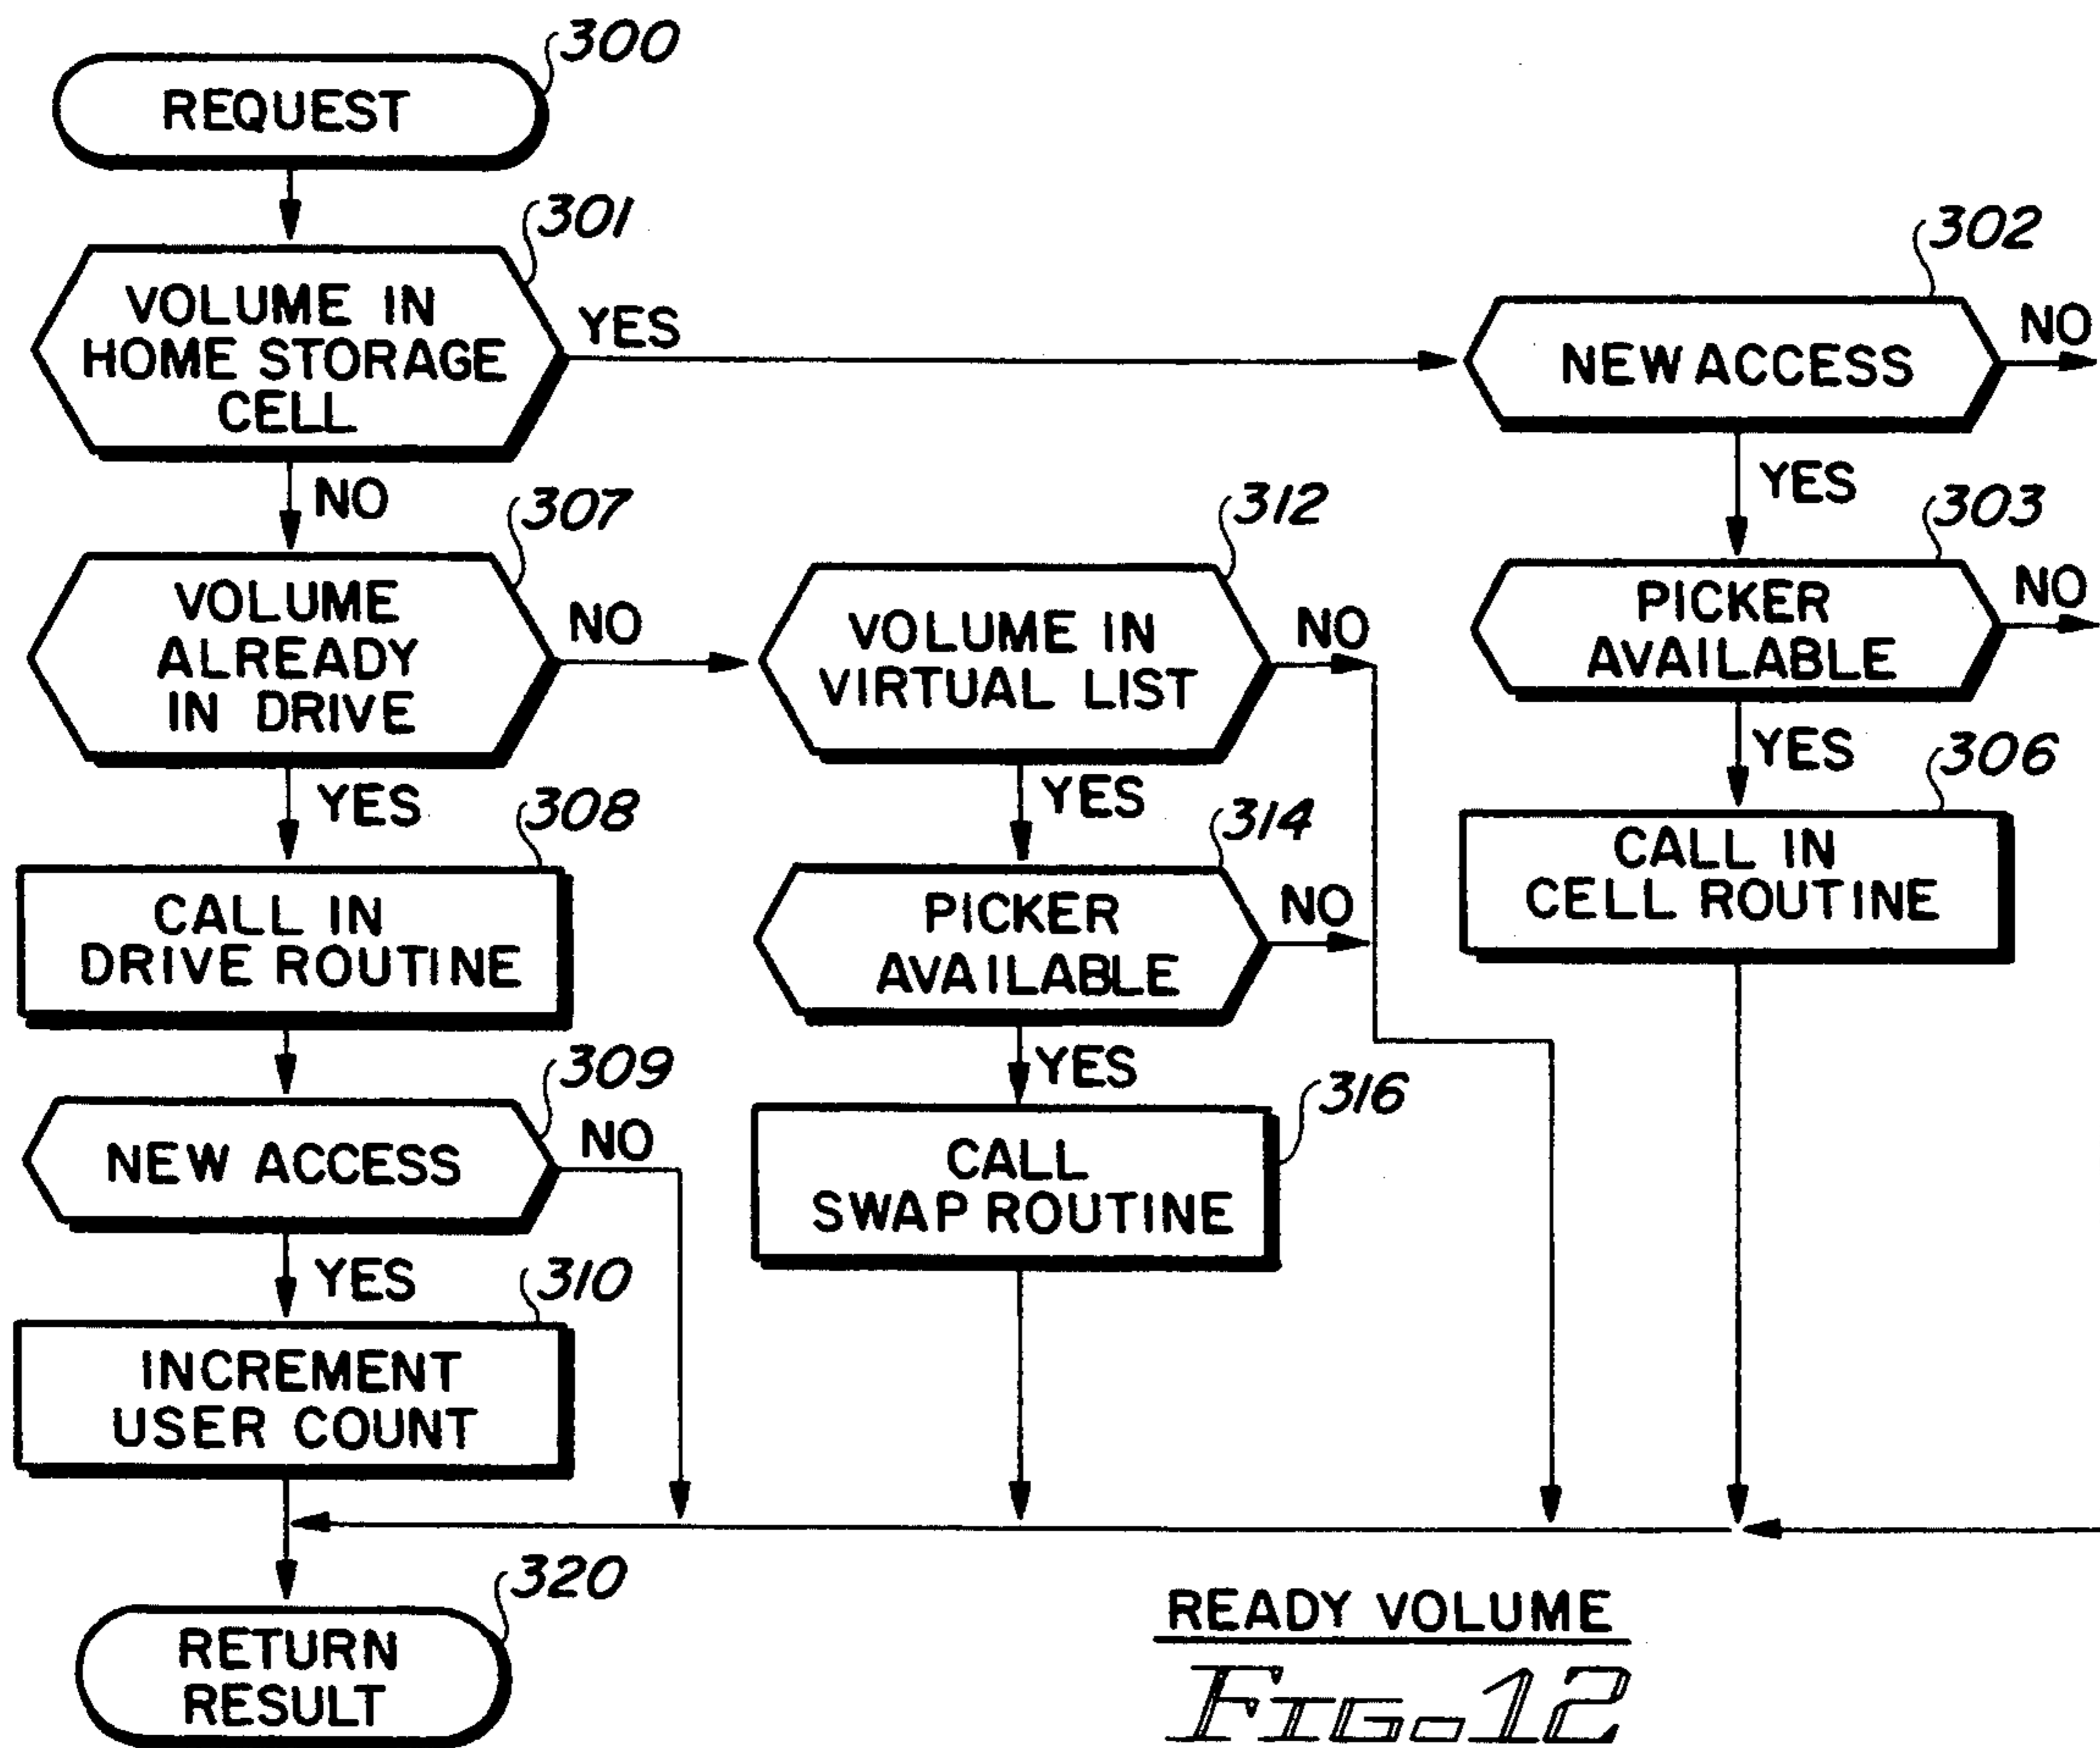 300
REQUEST
301
VOLUME IN
HOME STORAGE
CELL
YES
302
NEW ACCESS
NO
NO
YES
307
VOLUME
ALREADY
IN DRIVE
NO
312
VOLUME IN
VIRTUAL LIST
NO
303
PICKER
AVAILABLE
NO
YES
YES
YES
308
CALL IN
DRIVE ROUTINE
314
PICKER
AVAILABLE
NO
306
CALL IN
CELL ROUTINE
YES
309
NEW ACCESS
NO
316
CALL
SWAP ROUTINE
YES
310
INCREMENT
USER COUNT
320
RETURN
RESULT
READY VOLUME
FIG. 12